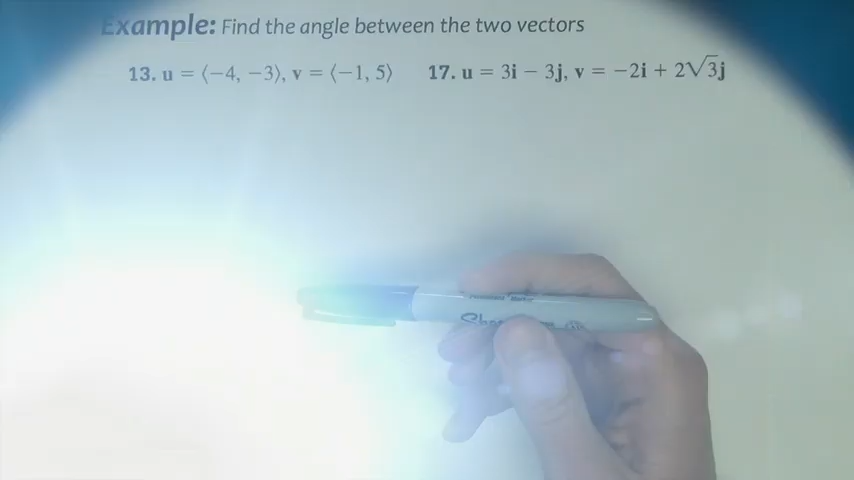 Example: Find the angle between the two vectors
13. u = ⟨−4, −3⟩, v = ⟨−1, 5⟩ 17. u = 3i − 3j, v = −2i + 2√3j